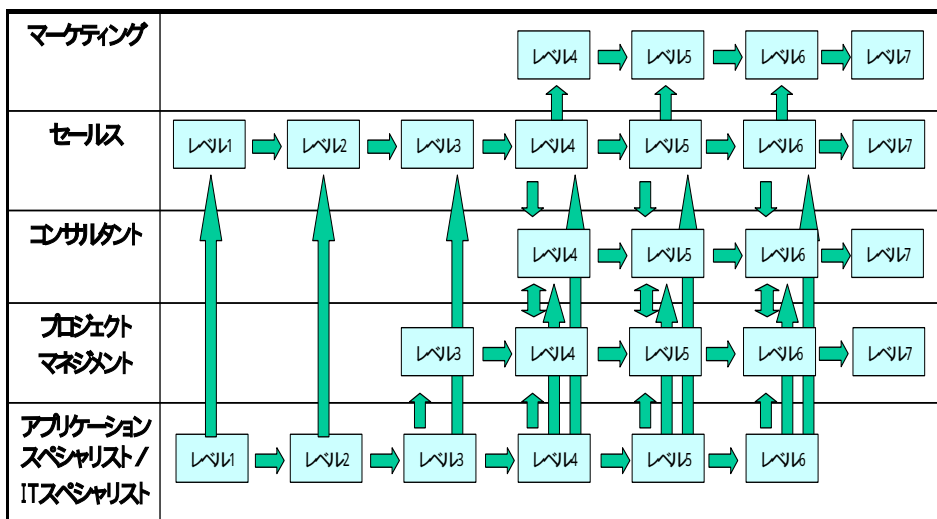 マーケティング
レベル4 レベル5 レベル6 レベル7
セールス
レベル1 レベル2 レベル3 レベル4 レベル5 レベル6 レベル7
コンサルタント
レベル4 レベル5 レベル6 レベル7
プロジェクト
マネジメント
レベル3 レベル4 レベル5 レベル6 レベル7
アプリケーション
スペシャリスト/
ITスペシャリスト
レベル1 レベル2 レベル3 レベル4 レベル5 レベル6